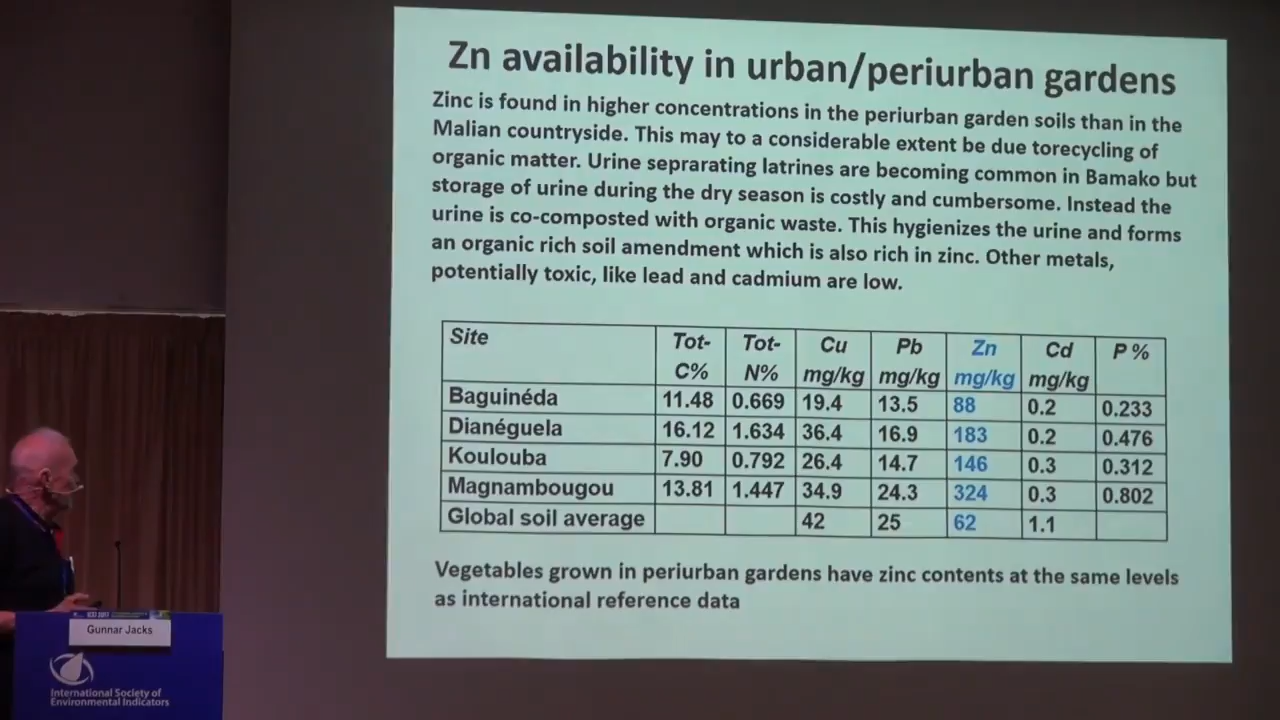 Zn availability in urban/periurban gardens
Zinc is found in higher concentrations in the periurban garden soils than in the
Malian countryside. This may to a considerable extent be due torecycling of
organic matter. Urine seprarating latrines are becoming common in Bamako but
storage of urine during the dry season is costly and cumbersome. Instead the
urine is co-composted with organic waste. This hygienizes the urine and forms
an organic rich soil amendment which is also rich in zinc. Other metals,
potentially toxic, like lead and cadmium are low.
Site Tot-C% Tot-N% Cu mg/kg Pb mg/kg Zn mg/kg Cd mg/kg P %
Baguinéda 11.48 0.669 19.4 13.5 88 0.2 0.233
Dianéguela 16.12 1.634 36.4 16.9 183 0.2 0.476
Koulouba 7.90 0.792 26.4 14.7 146 0.3 0.312
Magnambougou 13.81 1.447 34.9 24.3 324 0.3 0.802
Global soil average 42 25 62 1.1
Vegetables grown in periurban gardens have zinc contents at the same levels
as international reference data
Gunnar Jacks
International Society of
Environmental Indicators